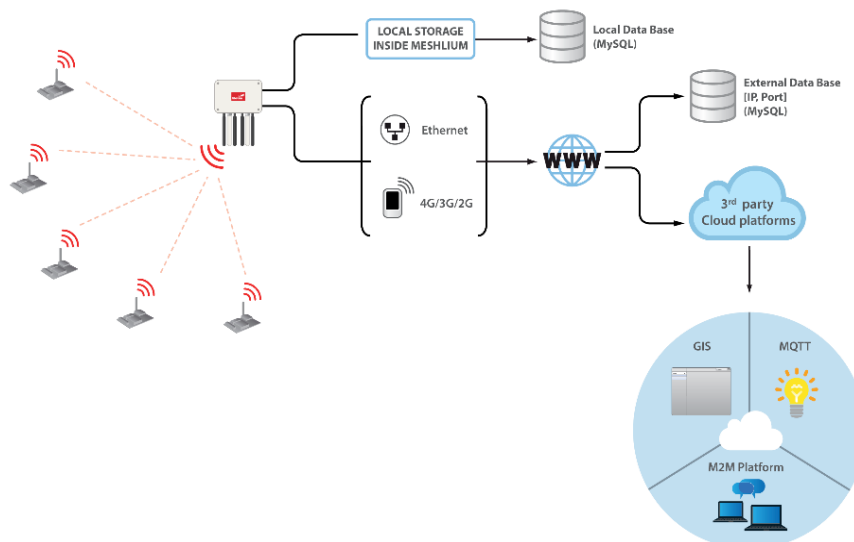 LOCAL STORAGE
INSIDE MESHLIUM
Local Data Base
(MySQL)
External Data Base
[IP, Port]
(MySQL)
Ethernet
4G/3G/2G
WWW
3rd party
Cloud platforms
GIS
MQTT
M2M Platform